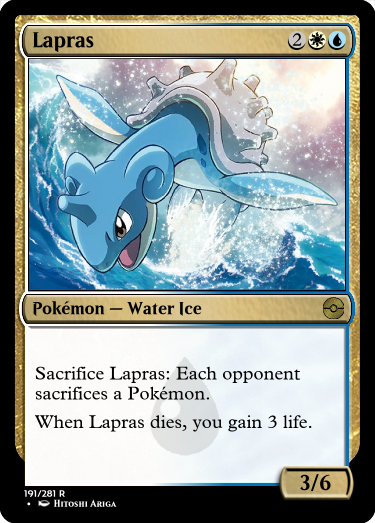 Lapras 2
Pokémon — Water Ice
Sacrifice Lapras: Each opponent
sacrifices a Pokémon.
When Lapras dies, you gain 3 life.
3/6
191/281 R
• Hitoshi Ariga